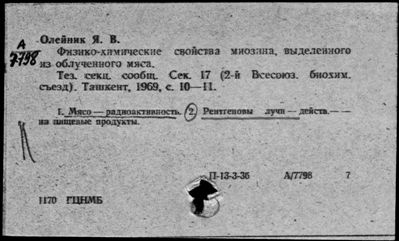 Олейник Я. В.
А
7798
Физико-химические свойства миозина, выделенного
из облученного мяса.
Тез. секц. сообщ. Сек. 17 (2-й Всесоюз. биохим.
съезд). Ташкент, 1969, с. 10—11.
1. Мясо — радиоактивность. 2. Рентгеновы лучи — действ. —
на пищевые продукты.
П-13-3-36 А/7798 7
1170 ГЦНМБ